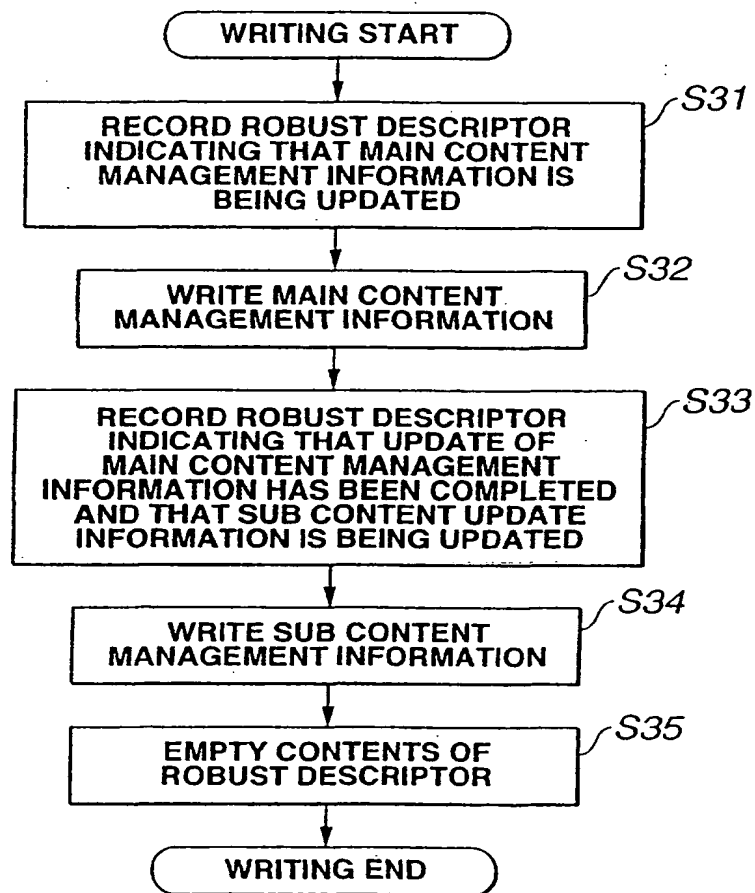 WRITING START
S31
RECORD ROBUST DESCRIPTOR
INDICATING THAT MAIN CONTENT
MANAGEMENT INFORMATION IS
BEING UPDATED
S32
WRITE MAIN CONTENT
MANAGEMENT INFORMATION
S33
RECORD ROBUST DESCRIPTOR
INDICATING THAT UPDATE OF
MAIN CONTENT MANAGEMENT
INFORMATION HAS BEEN COMPLETED
AND THAT SUB CONTENT UPDATE
INFORMATION IS BEING UPDATED
S34
WRITE SUB CONTENT
MANAGEMENT INFORMATION
S35
EMPTY CONTENTS OF
ROBUST DESCRIPTOR
WRITING END